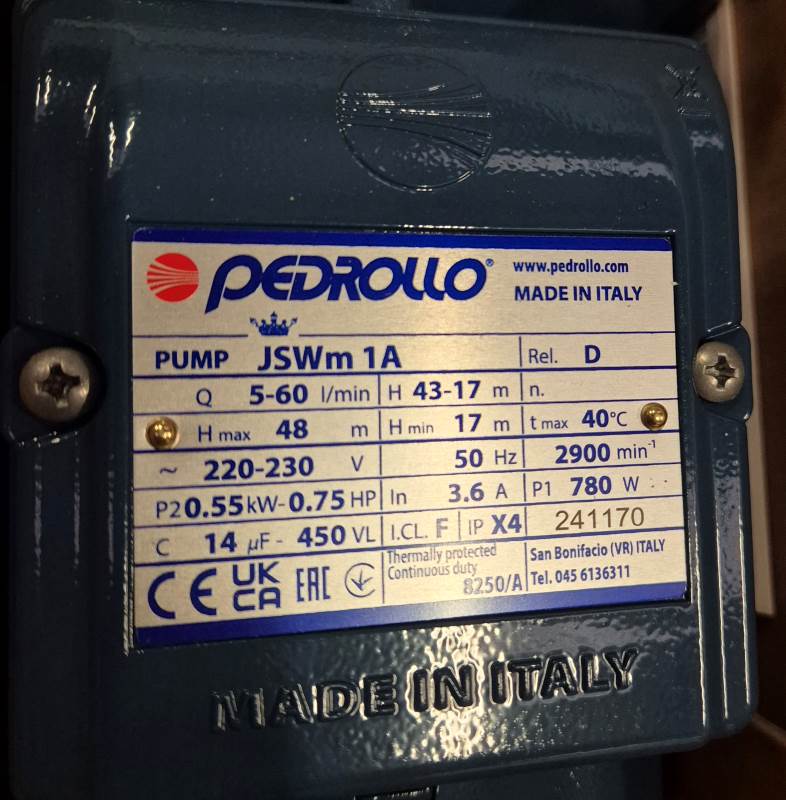 PEDROLLO® www.pedrollo.com
MADE IN ITALY
PUMP JSWm 1A Rel. D
Q 5-60 l/min H 43-17 m n.
H max 48 m H min 17 m t max 40°C
~ 220-230 V 50 Hz 2900 min⁻¹
P2 0.55 kW- 0.75 HP In 3.6 A P1 780 W
C 14 µF - 450 VL I.CL. F IP X4 241170
CE UK CA EAC Thermally protected San Bonifacio (VR) ITALY
Continuous duty 8250/A Tel. 045 6136311
MADE IN ITALY